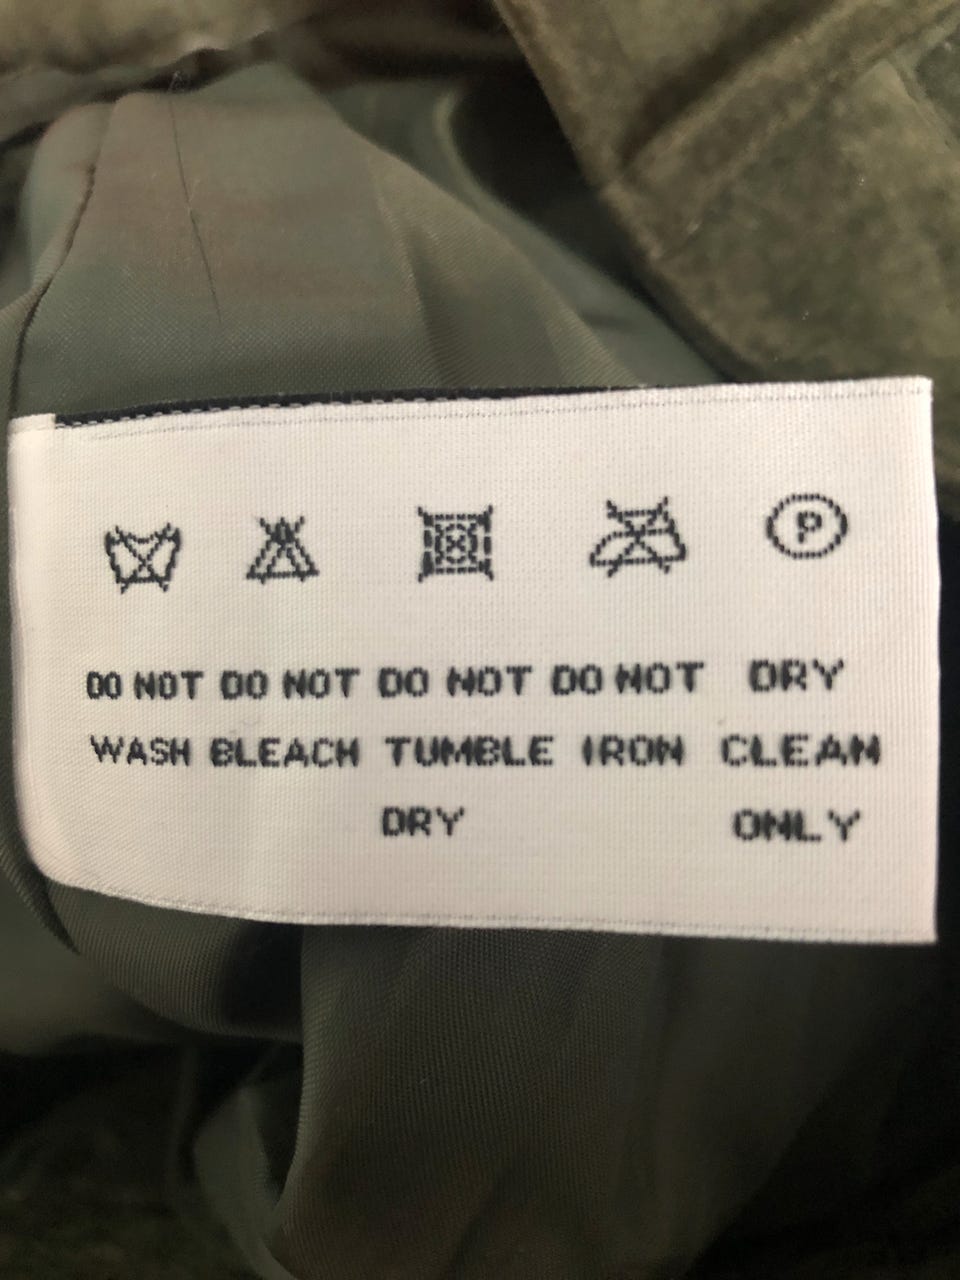 P
DO NOT DO NOT DO NOT DO NOT DRY
WASH BLEACH TUMBLE IRON CLEAN
DRY ONLY